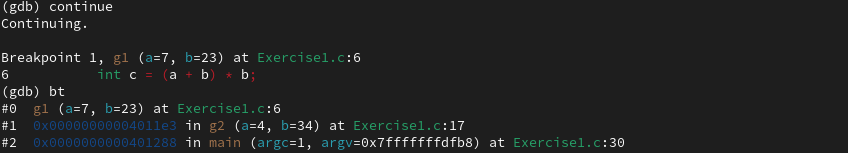 (gdb) continue
Continuing.
Breakpoint 1, g1 (a=7, b=23) at Exercise1.c:6
6 int c = (a + b) * b;
(gdb) bt
#0 g1 (a=7, b=23) at Exercise1.c:6
#1 0x00000000004011e3 in g2 (a=4, b=34) at Exercise1.c:17
#2 0x0000000000401288 in main (argc=1, argv=0x7fffffffdfb8) at Exercise1.c:30